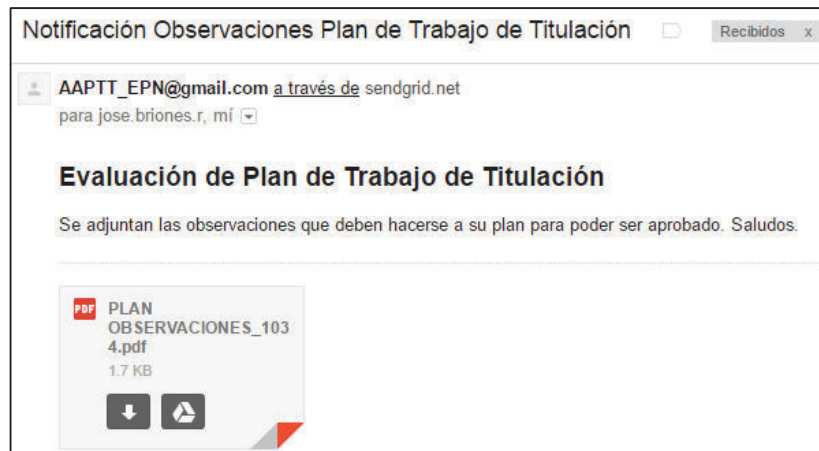 Notificación Observaciones Plan de Trabajo de Titulación Recibidos x
AAPTT_EPN@gmail.com a través de sendgrid.net
para jose.briones.r, mí
Evaluación de Plan de Trabajo de Titulación
Se adjuntan las observaciones que deben hacerse a su plan para poder ser aprobado. Saludos.
PDF PLAN
OBSERVACIONES_103
4.pdf
1.7 KB